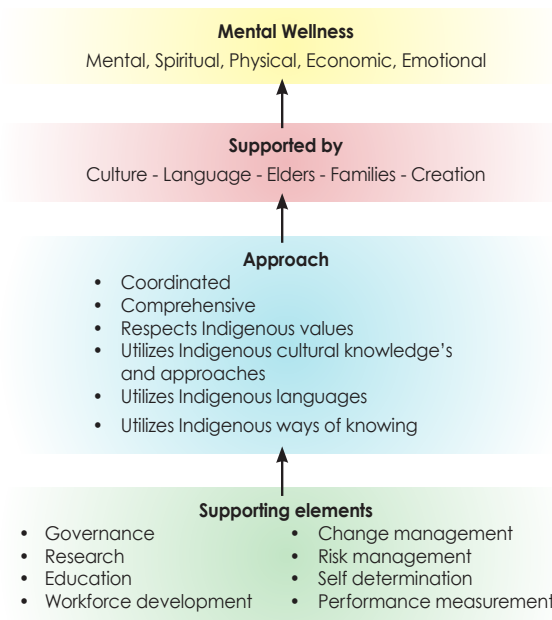 Mental Wellness
Mental, Spiritual, Physical, Economic, Emotional
Supported by
Culture - Language - Elders - Families - Creation
Approach
• Coordinated
• Comprehensive
• Respects Indigenous values
• Utilizes Indigenous cultural knowledge's
and approaches
• Utilizes Indigenous languages
• Utilizes Indigenous ways of knowing
Supporting elements
• Governance
• Research
• Education
• Workforce development
• Change management
• Risk management
• Self determination
• Performance measurement